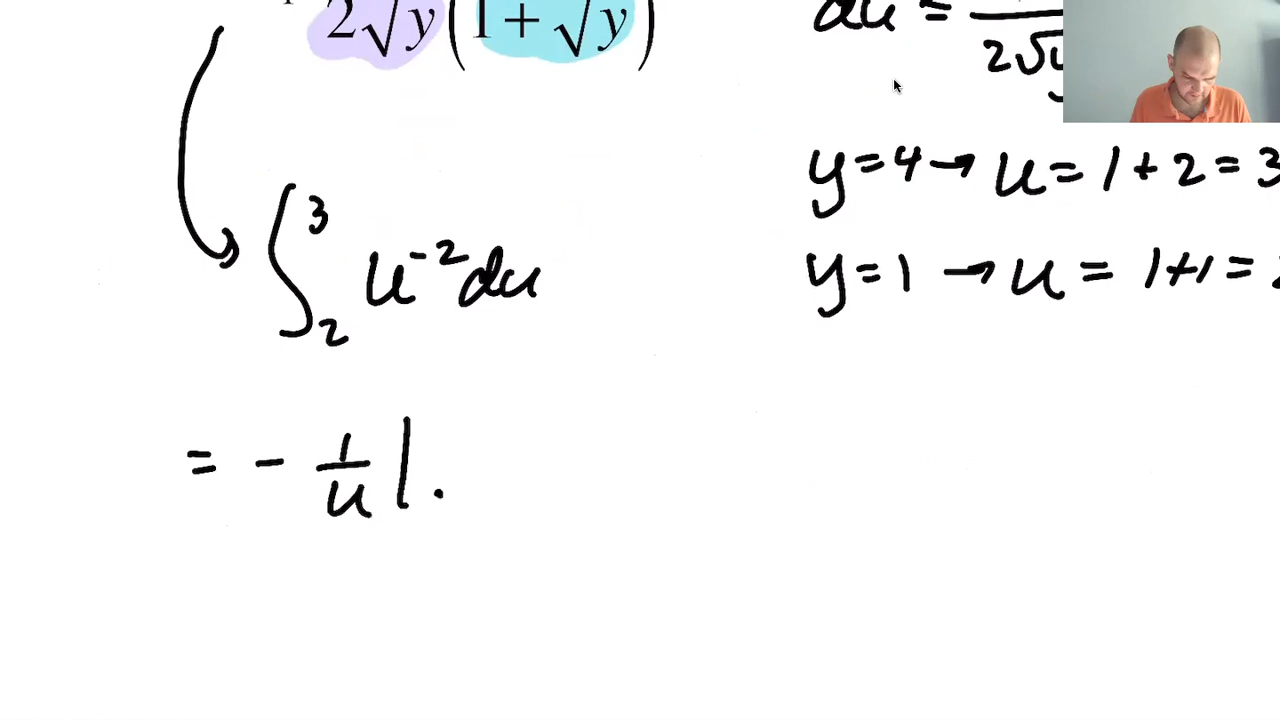 2√y(1 + √y)
du =
2√y
y=4 → u = 1 + 2 = 3
y=1 → u = 1+1 =
∫₂³ u⁻² du
= - 1/u |